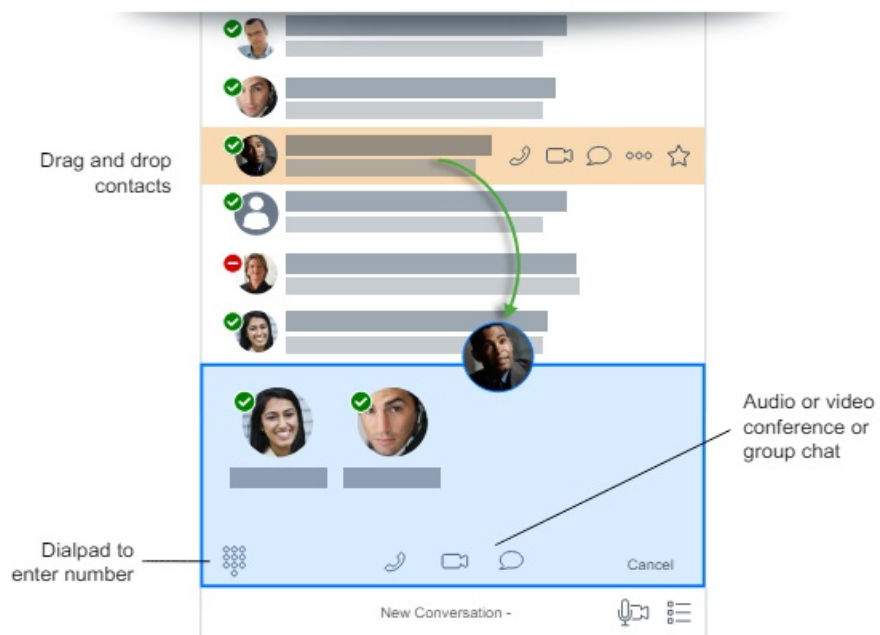 Drag and drop
contacts
Audio or video
conference or
group chat
Dialpad to
enter number
Cancel
New Conversation -